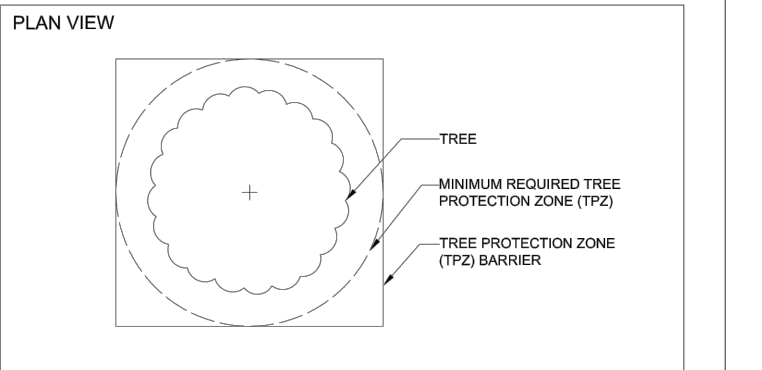 PLAN VIEW
TREE
MINIMUM REQUIRED TREE
PROTECTION ZONE (TPZ)
TREE PROTECTION ZONE
(TPZ) BARRIER